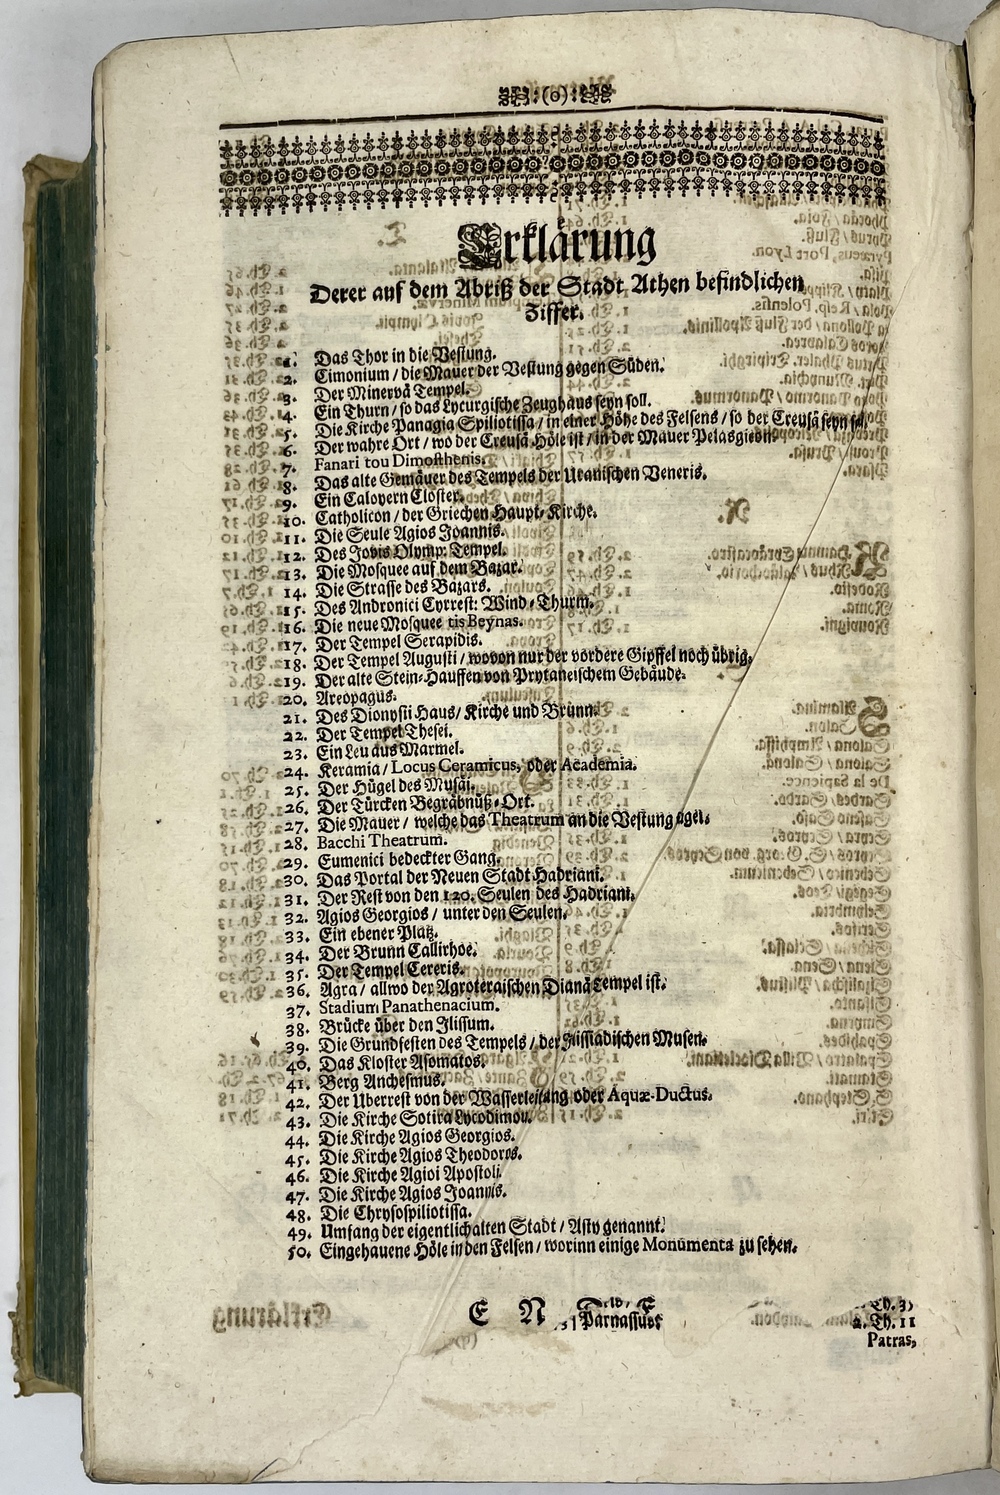 :(o):
Erklärung
Derer auf dem Abriß der Stadt Athen befindlichen
Ziffer.
1. Das Thor in die Vestung.
2. Cimonium / die Mauer der Vestung gegen Süden.
3. Der Minervä Tempel.
4. Ein Thurn / so das Lycurgische Zeughaus seyn soll.
5. Die Kirche Panagia Spiliotissa / in einer Höhe des Felsens / so der Creusä seyn soll.
6. Der wahre Ort / wo der Creusä Höle ist / in der Mauer Pelasgicon.
7. Fanari tou Dimosthenis.
8. Das alte Gemäuer des Tempels der Uranischen Veneris.
9. Ein Caloyern Closter.
10. Catholicon / der Griechen Haupt-Kirche.
11. Die Seule Agios Joannis.
12. Des Jovis Olymp: Tempel.
13. Die Mosquee auf dem Bazar.
14. Die Strasse des Bazars.
15. Des Andronici Cyrrest: Wind-Thurm.
16. Die neue Mosquee tis Beynas.
17. Der Tempel Serapidis.
18. Der Tempel Augusti / wovon nur der vordere Gipffel noch übrig.
19. Der alte Stein-Hauffen von Prytaneischem Gebäude.
20. Areopagus.
21. Des Dionysii Haus / Kirche und Brunn.
22. Der Tempel Thesei.
23. Ein Leu aus Marmel.
24. Keramia / Locus Ceramicus, oder Academia.
25. Der Hügel des Musäi.
26. Der Türcken Begräbnüß-Ort.
27. Die Mauer / welche das Theatrum an die Vestung
28. Bacchi Theatrum.
29. Eumenici bedeckter Gang.
30. Das Portal der Neuen Stadt Hadriani.
31. Der Rest von den 120. Seulen des Hadriani.
32. Agios Georgios / unter den Seulen.
33. Ein ebener Platz.
34. Der Brunn Callirhoe.
35. Der Tempel Cereris.
36. Agra / allwo der Agroteraischen Dianä Tempel ist.
37. Stadium Panathenacium.
38. Brücke über den Ilissum.
39. Die Grundfesten des Tempels / der Ilissiadischen Musen.
40. Das Kloster Asomatos.
41. Berg Anchesmus.
42. Der Uberrest von der Wasserleitung oder Aquæ-Ductus.
43. Die Kirche Sotira Lycodimou.
44. Die Kirche Agios Georgios.
45. Die Kirche Agios Theodoros.
46. Die Kirche Agioi Apostoli.
47. Die Kirche Agios Joannis.
48. Die Chrysospiliotissa.
49. Umfang der eigentlich alten Stadt / Asty genannt.
50. Eingehauene Höle in den Felsen / worinn einige Monumenta zu sehen.
E N
Parnassus
Th. 3
2. Th. 11
Patras,